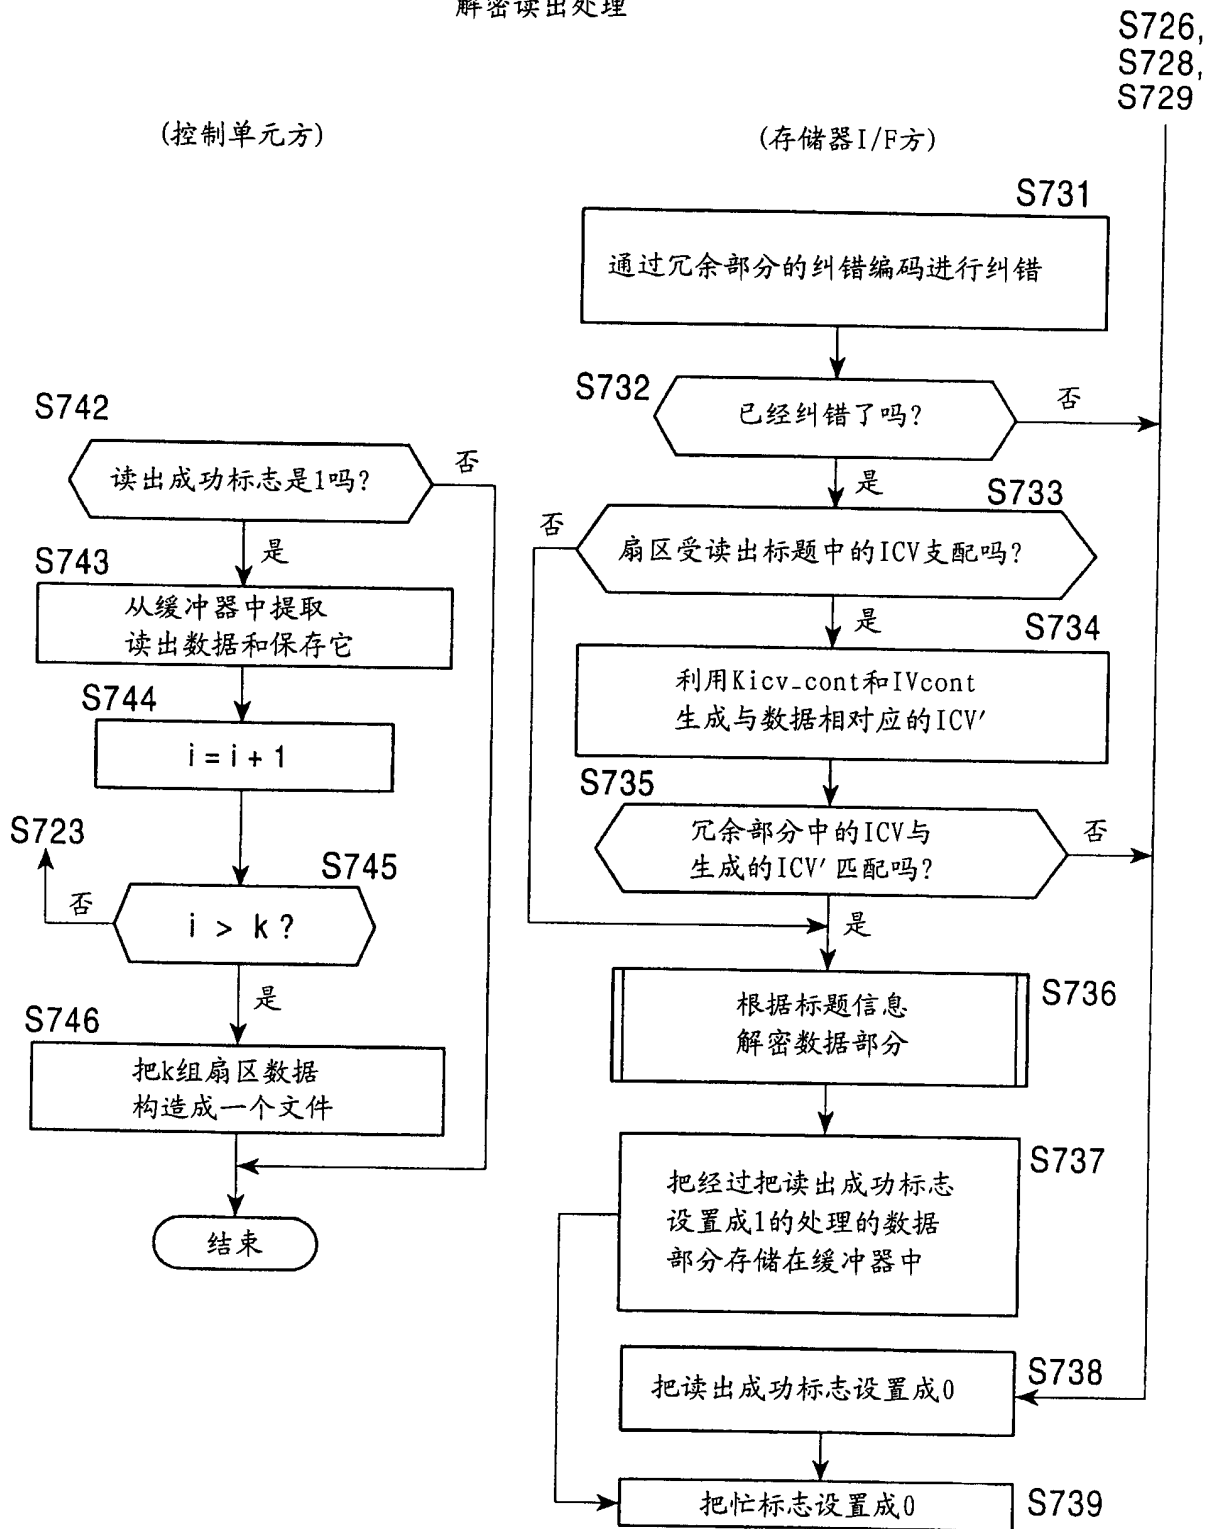 解密读出处理
S726,
S728,
S729
(控制单元方)
(存储器I/F方)
S731
通过冗余部分的纠错编码进行纠错
S732
已经纠错了吗?
否
是
S733
扇区受读出标题中的ICV支配吗?
否
是
S734
利用Kicv_cont和IVcont
生成与数据相对应的ICV′
S735
冗余部分中的ICV与
生成的ICV′匹配吗?
否
是
S736
根据标题信息
解密数据部分
S737
把经过把读出成功标志
设置成1的处理的数据
部分存储在缓冲器中
S738
把读出成功标志设置成0
S739
把忙标志设置成0
S742
读出成功标志是1吗?
否
是
S743
从缓冲器中提取
读出数据和保存它
S744
i = i + 1
S723
S745
否
i > k ?
是
S746
把k组扇区数据
构造成一个文件
结束